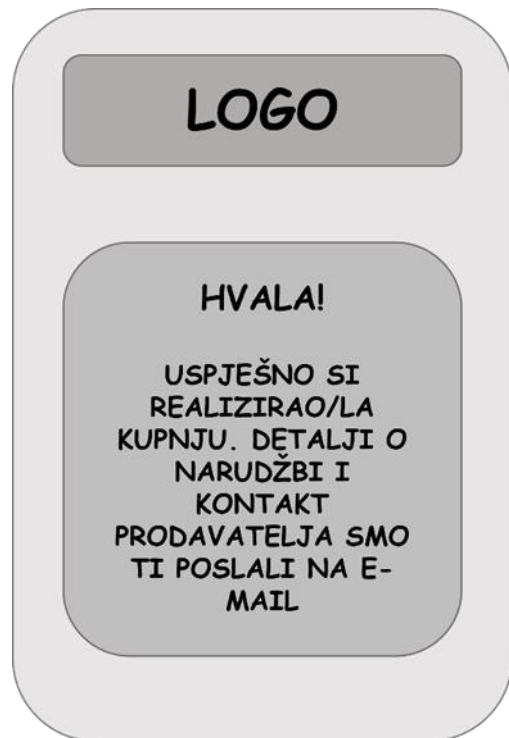 LOGO
HVALA!
USPJEŠNO SI
REALIZIRAO/LA
KUPNJU. DETALJI O
NARUDŽBI I
KONTAKT
PRODAVATELJA SMO
TI POSLALI NA E-
MAIL